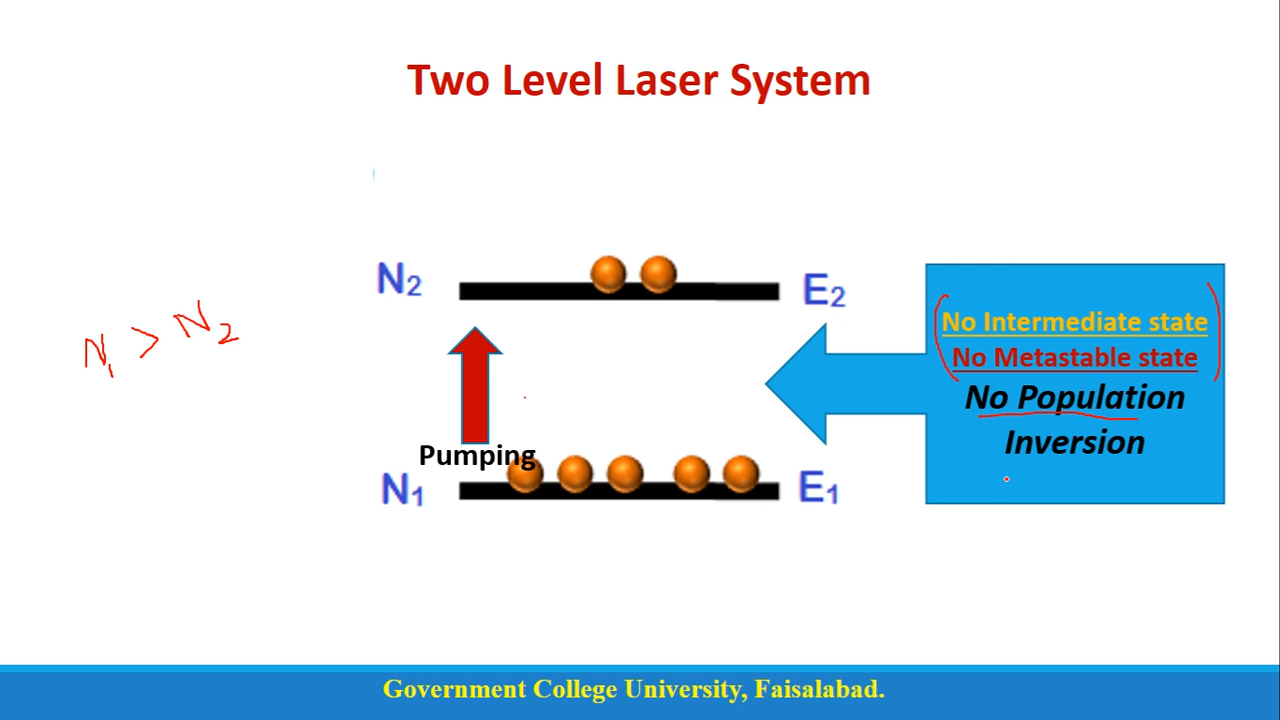 Two Level Laser System
N₂
E₂
N₁ > N₂
No Intermediate state
No Metastable state
No Population
Inversion
Pumping
N₁
E₁
Government College University, Faisalabad.